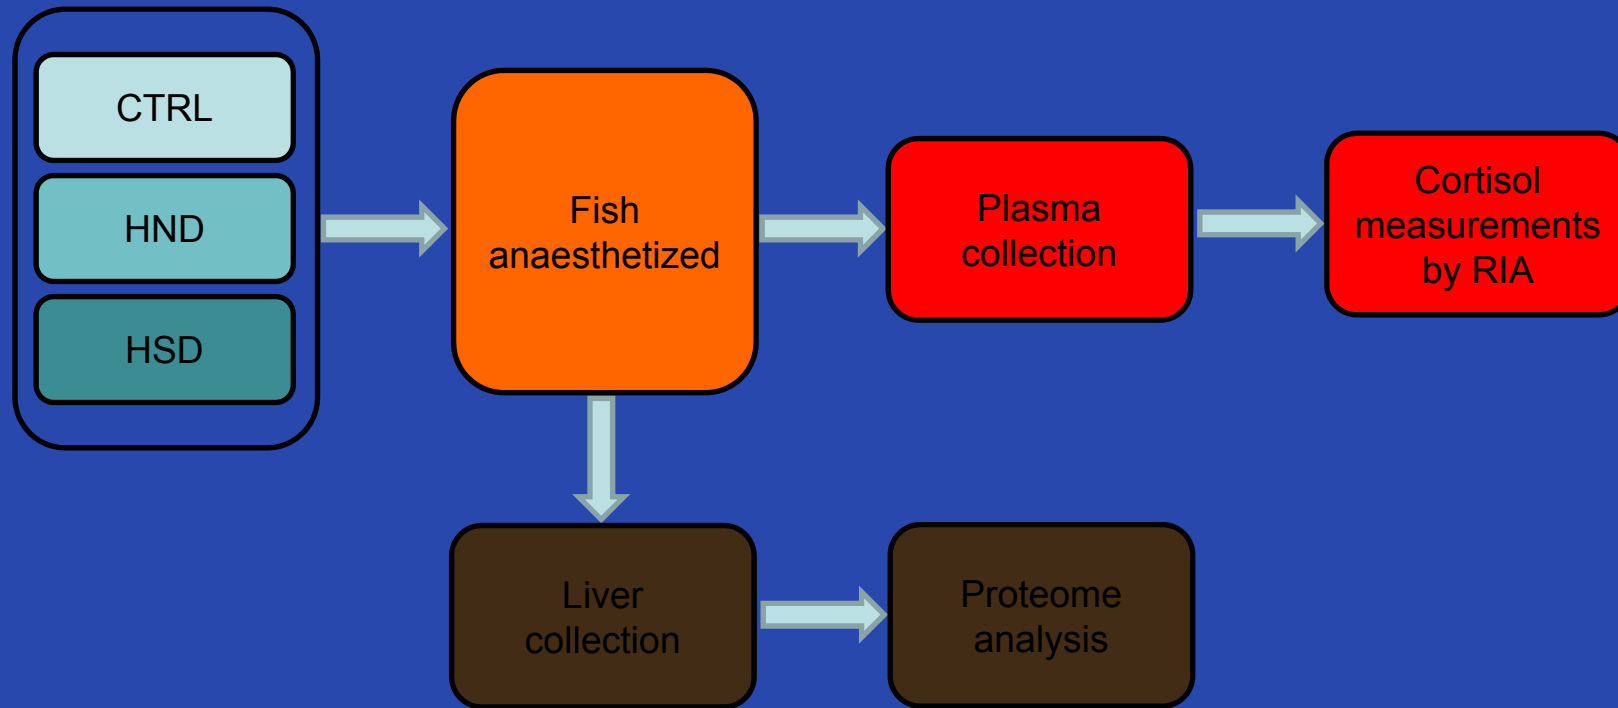 CTRL
HND
HSD
Fish
anaesthetized
Plasma
collection
Cortisol
measurements
by RIA
Liver
collection
Proteome
analysis